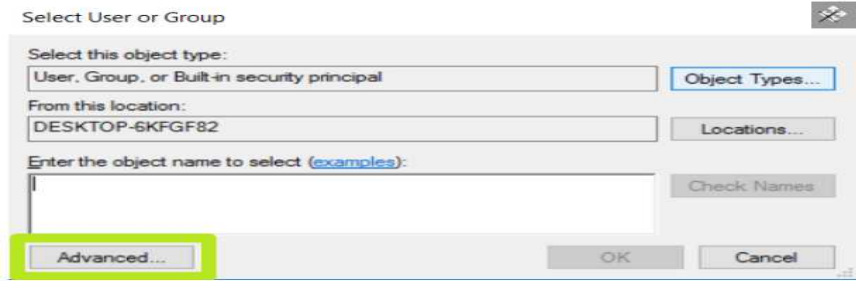 Select User or Group
Select this object type:
User, Group, or Built-in security principal
Object Types...
From this location:
DESKTOP-6KFGF82
Locations...
Enter the object name to select (examples):
Check Names
Advanced...
OK
Cancel